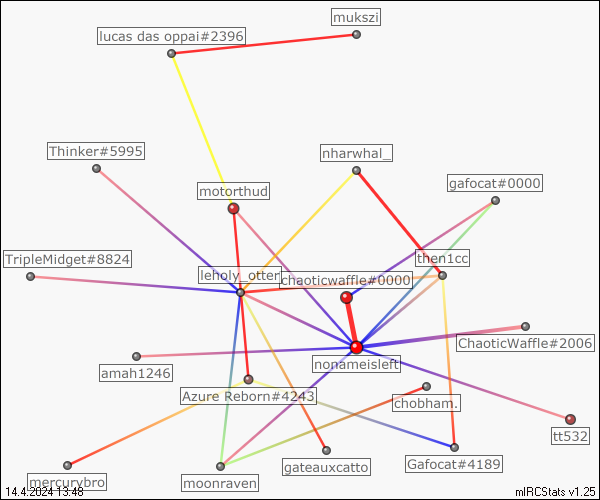 mukszi
lucas das oppai#2396
Thinker#5995
nharwhal_
gafocat#0000
motorthud
then1cc
TripleMidget#8824
leholy_otter
chaoticwaffle#0000
ChaoticWaffle#2006
nonameisleft
amah1246
Azure Reborn#4243
chobham.
tt532
Gafocat#4189
gateauxcatto
mercurybro
moonraven
14.4.2024 13:48
mIRCStats v1.25